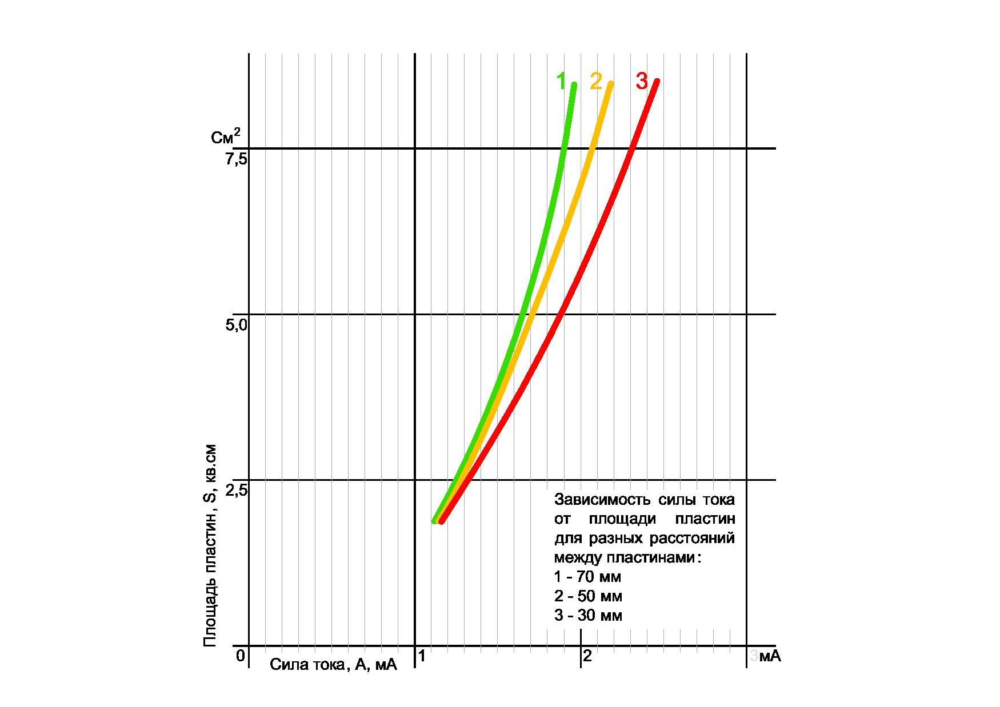 1 2 3
См²
7,5
5,0
2,5
Площадь пластин, S, кв.см
Зависимость силы тока
от площади пластин
для разных расстояний
между пластинами:
1 - 70 мм
2 - 50 мм
3 - 30 мм
0 1 2 3 мА
Сила тока, А, мА